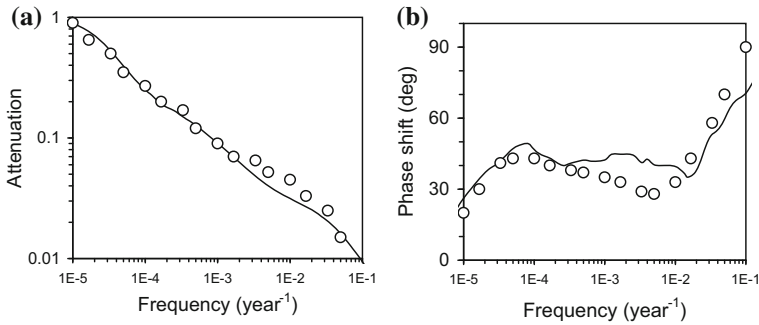 (a)
1
0.1
0.01
Attenuation
1E-5 1E-4 1E-3 1E-2 1E-1
Frequency (year⁻¹)
(b)
90
60
30
0
Phase shift (deg)
1E-5 1E-4 1E-3 1E-2 1E-1
Frequency (year⁻¹)